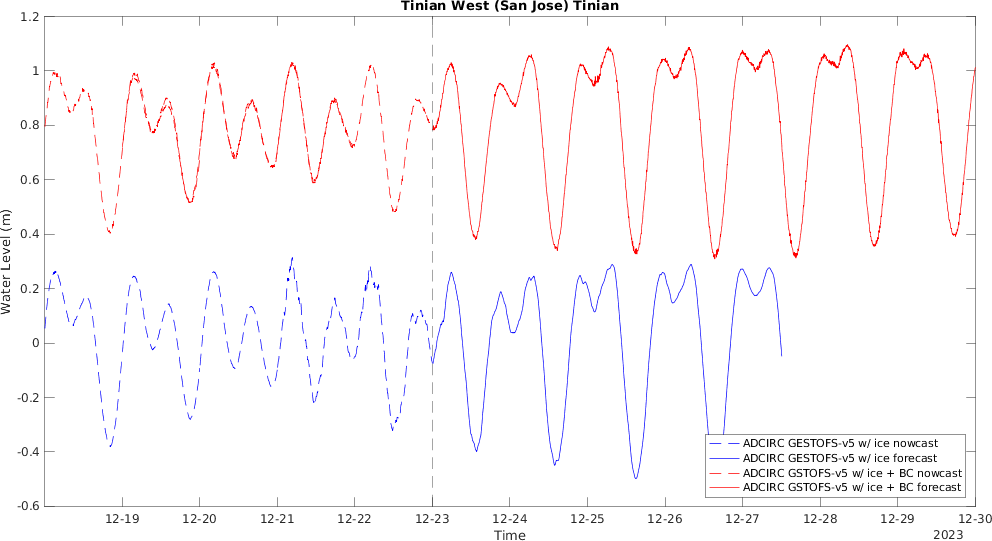 Tinian West (San Jose) Tinian
1.2
1
0.8
0.6
0.4
0.2
0
-0.2
-0.4
-0.6
Water Level (m)
ADCIRC GESTOFS-v5 w/ ice nowcast
ADCIRC GESTOFS-v5 w/ ice forecast
ADCIRC GSTOFS-v5 w/ ice + BC nowcast
ADCIRC GSTOFS-v5 w/ ice + BC forecast
12-19 12-20 12-21 12-22 12-23 12-24 12-25 12-26 12-27 12-28 12-29 12-30
Time
2023